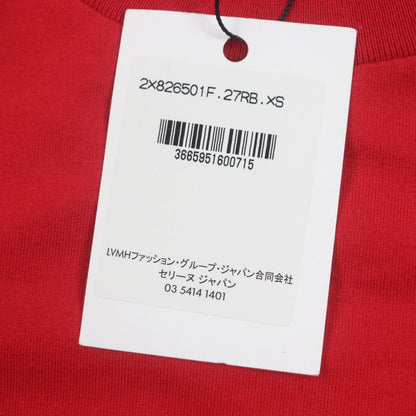 2X826501F.27RB.XS
3665951600715
LVMHファッション・グループ・ジャパン合同会社
セリーヌ ジャパン
03 5414 1401